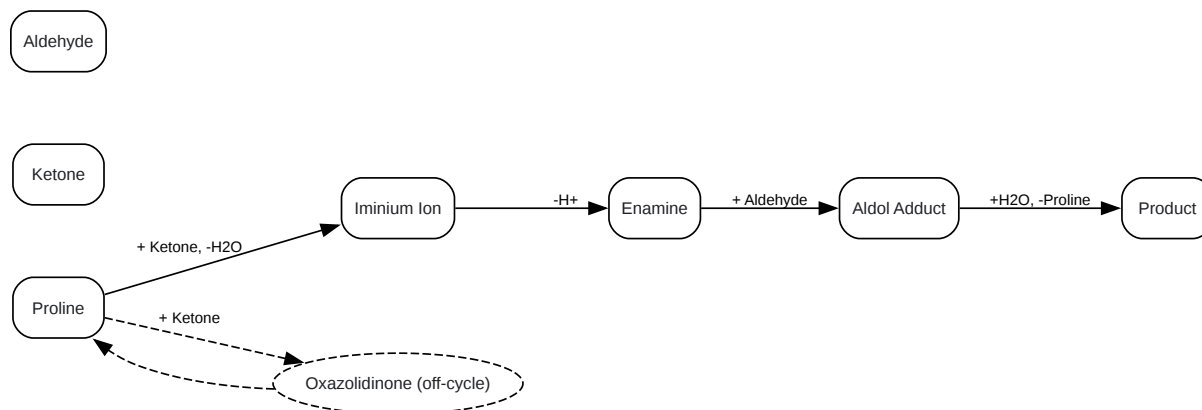 Aldehyde
Ketone
Iminium Ion
-H+
Enamine
+ Aldehyde
Aldol Adduct
+H2O, -Proline
Product
+ Ketone, -H2O
Proline
+ Ketone
Oxazolidinone (off-cycle)